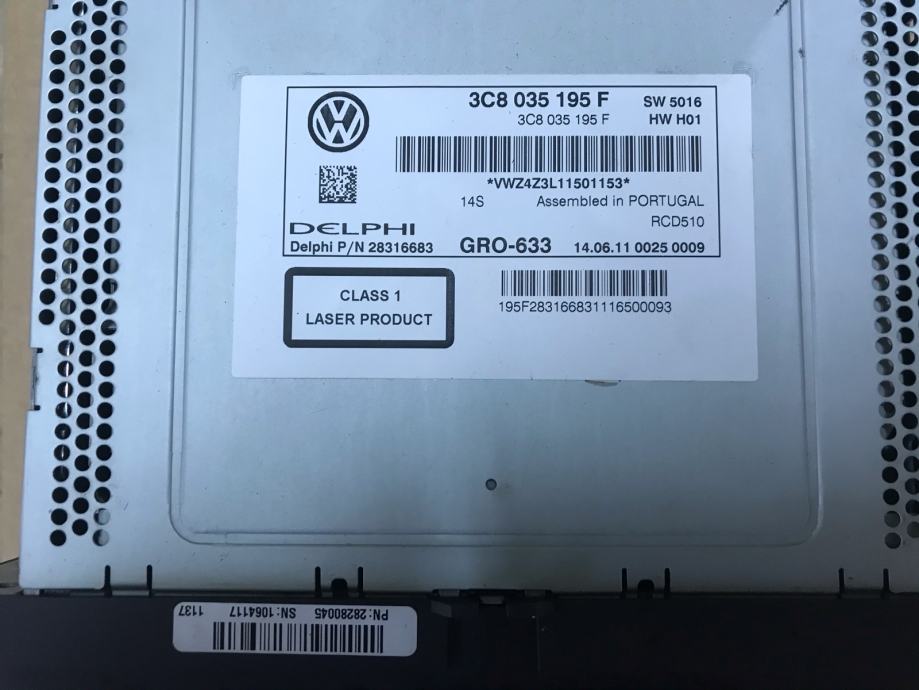 3C8 035 195 F SW 5016
3C8 035 195 F HW H01
*VWZ4Z3L11501153*
14S Assembled in PORTUGAL
RCD510
DELPHI
Delphi P/N 28316683 GRO-633 14.06.11 0025 0009
CLASS 1
LASER PRODUCT
195F283166831116500093
PN:28280045 SN:1064117 1137